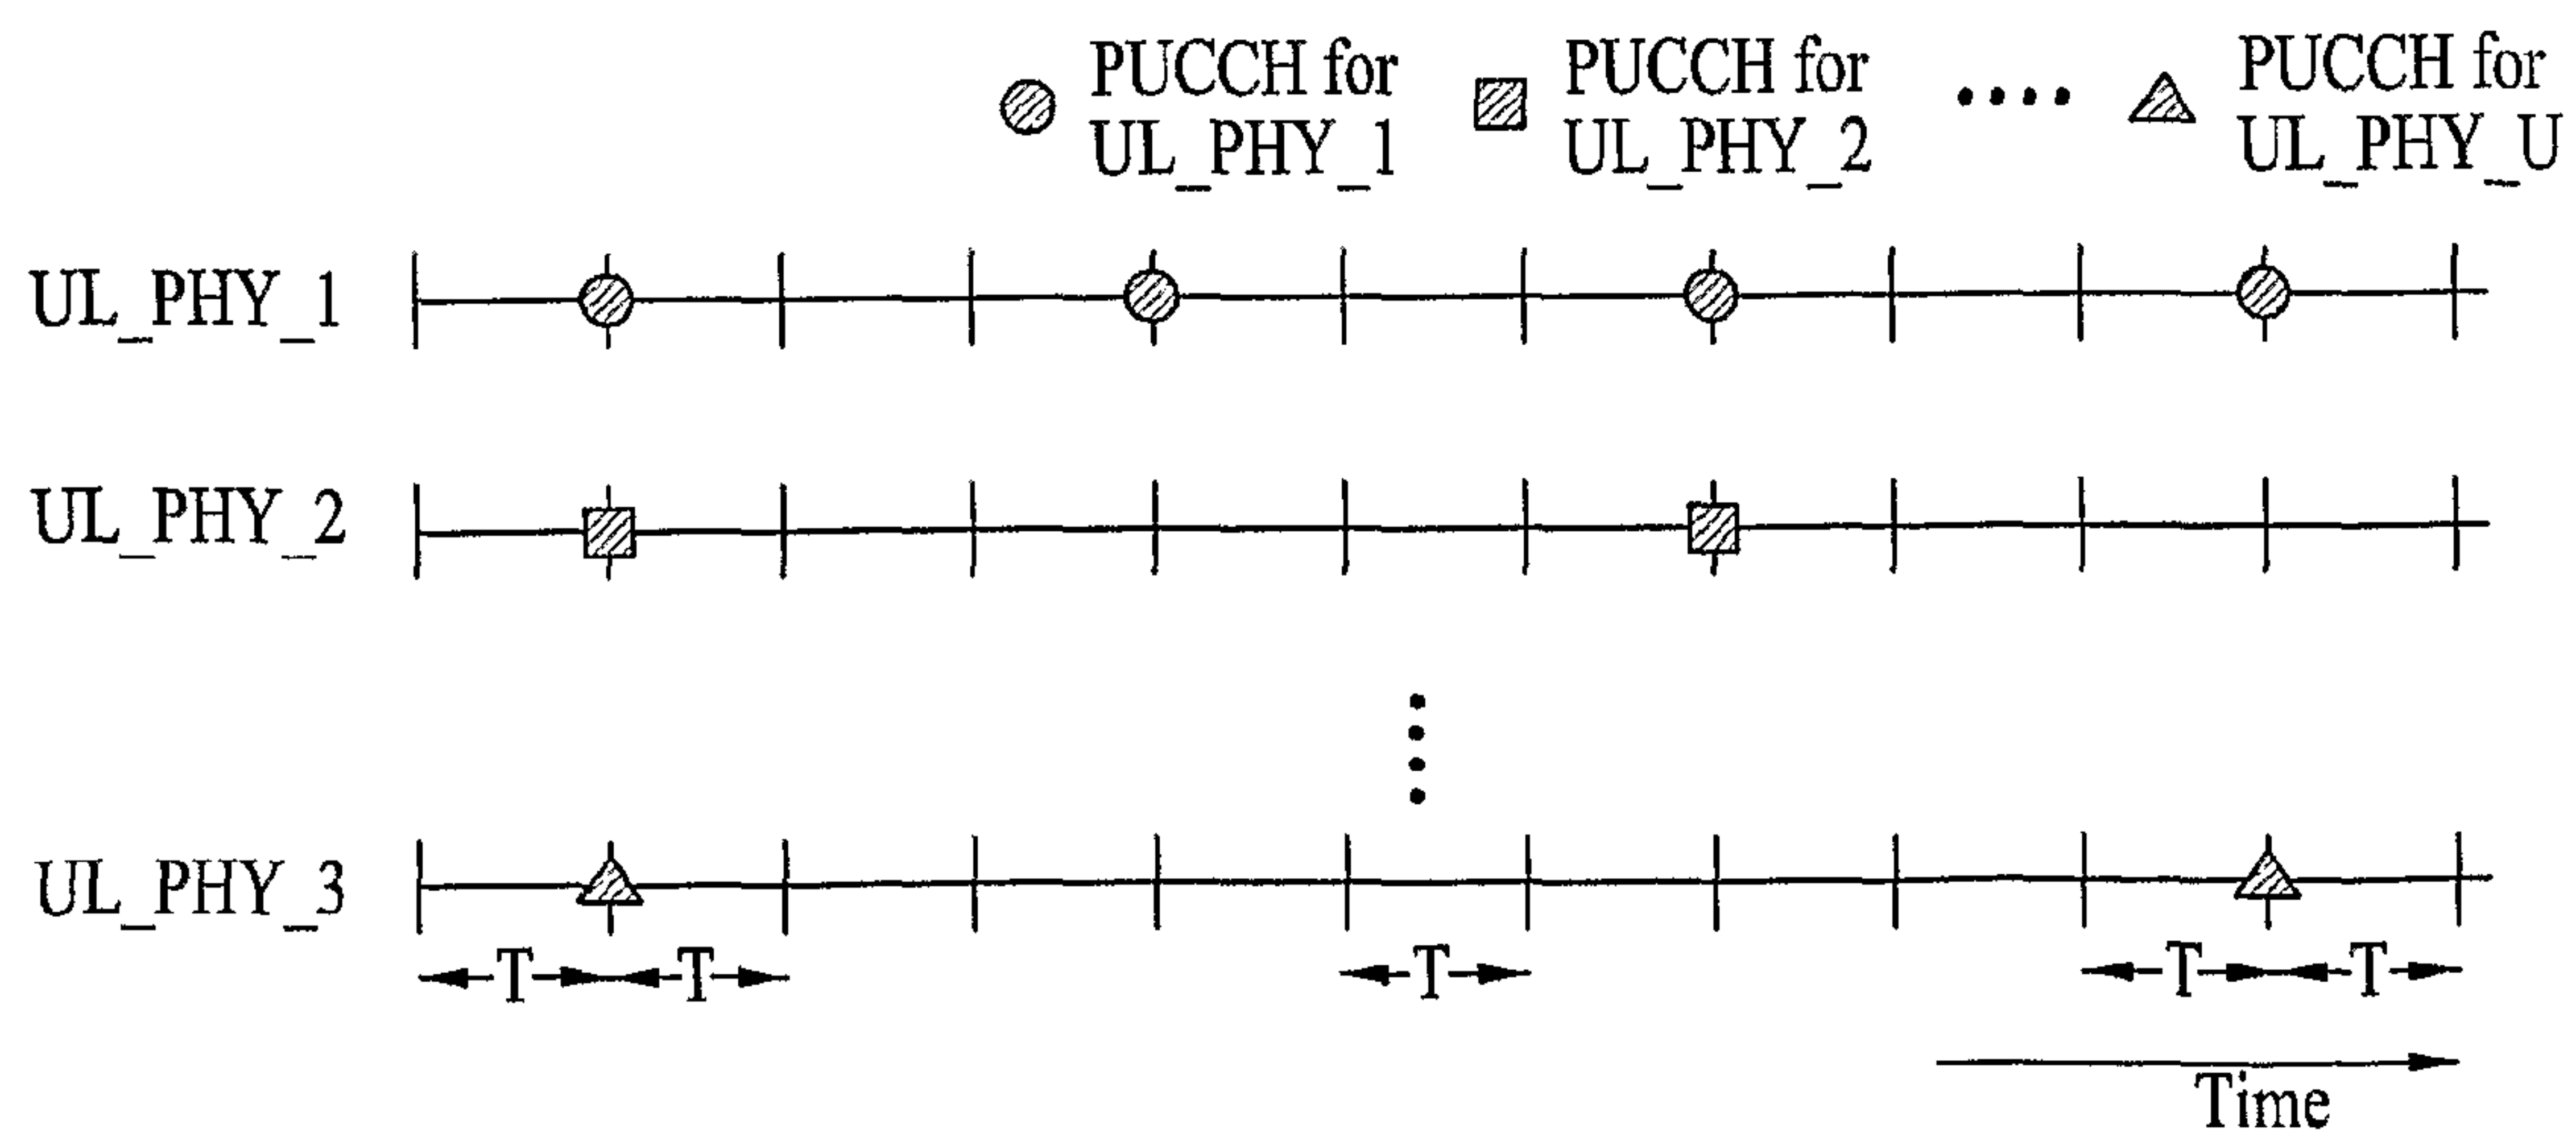 PUCCH for
UL_PHY_1
PUCCH for
UL_PHY_2
PUCCH for
UL_PHY_U
UL_PHY_1
UL_PHY_2
UL_PHY_3
T
T
T
T
T
Time